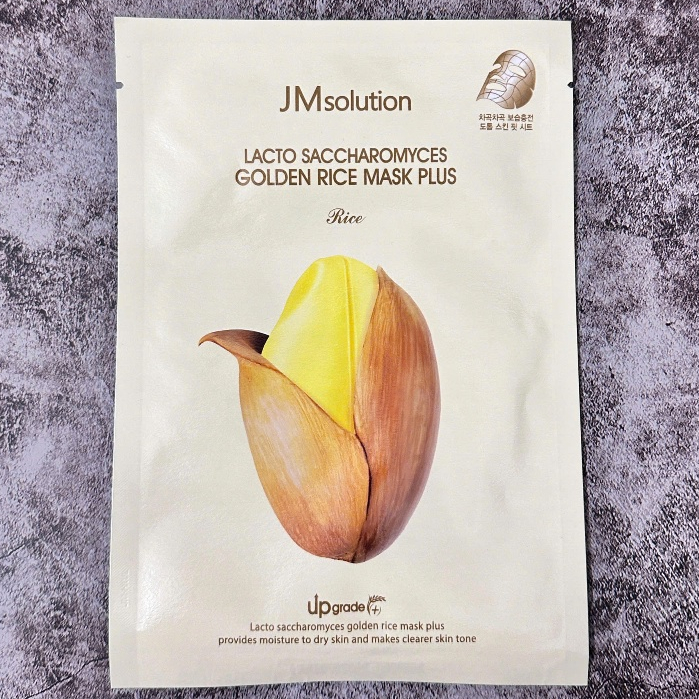 JMsolution
차곡차곡 보습충전
도톰 스킨 핏 시트
LACTO SACCHAROMYCES
GOLDEN RICE MASK PLUS
Rice
upgrade +
Lacto saccharomyces golden rice mask plus
provides moisture to dry skin and makes clearer skin tone